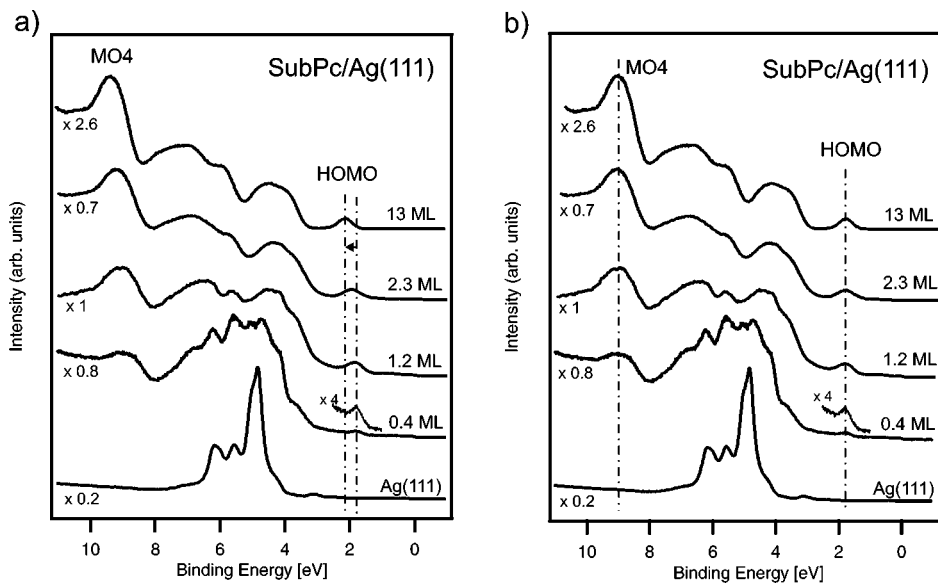 a)
MO4
SubPc/Ag(111)
x 2.6
HOMO
x 0.7
13 ML
x 1
2.3 ML
x 0.8
1.2 ML
x 4
0.4 ML
x 0.2
Ag(111)
Intensity (arb. units)
10 8 6 4 2 0
Binding Energy [eV]
b)
MO4
SubPc/Ag(111)
x 2.6
HOMO
x 0.7
13 ML
x 1
2.3 ML
x 0.8
1.2 ML
x 4
0.4 ML
x 0.2
Ag(111)
Intensity (arb. units)
10 8 6 4 2 0
Binding Energy [eV]